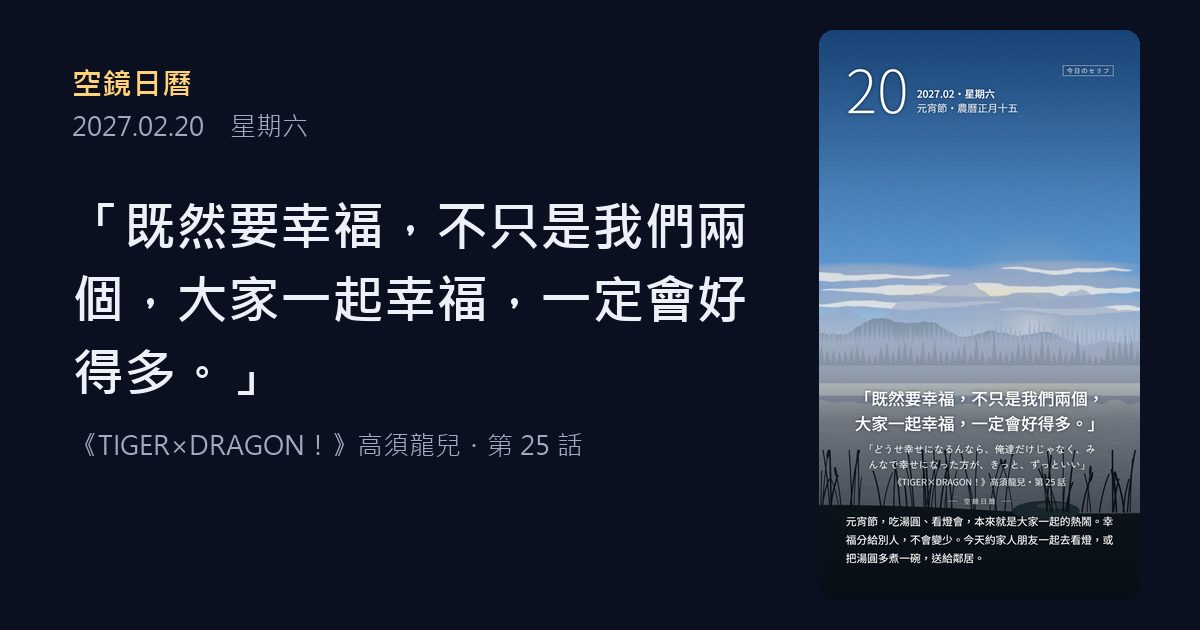 空鏡日曆
2027.02.20 星期六
「既然要幸福，不只是我們兩
個，大家一起幸福，一定會好
得多。」
《TIGER×DRAGON！》高須龍兒．第 25 話
今日のセリフ
20
2027.02・星期六
元宵節・農曆正月十五
「既然要幸福，不只是我們兩個，
大家一起幸福，一定會好得多。」
「どうせ幸せになるんなら、俺達だけじゃなく、み
んなで幸せになった方が、きっと、ずっといい」
《TIGER×DRAGON！》高須龍兒・第 25 話
— 空鏡日曆 —
元宵節，吃湯圓、看燈會，本來就是大家一起的熱鬧。幸
福分給別人，不會變少。今天約家人朋友一起去看燈，或
把湯圓多煮一碗，送給鄰居。